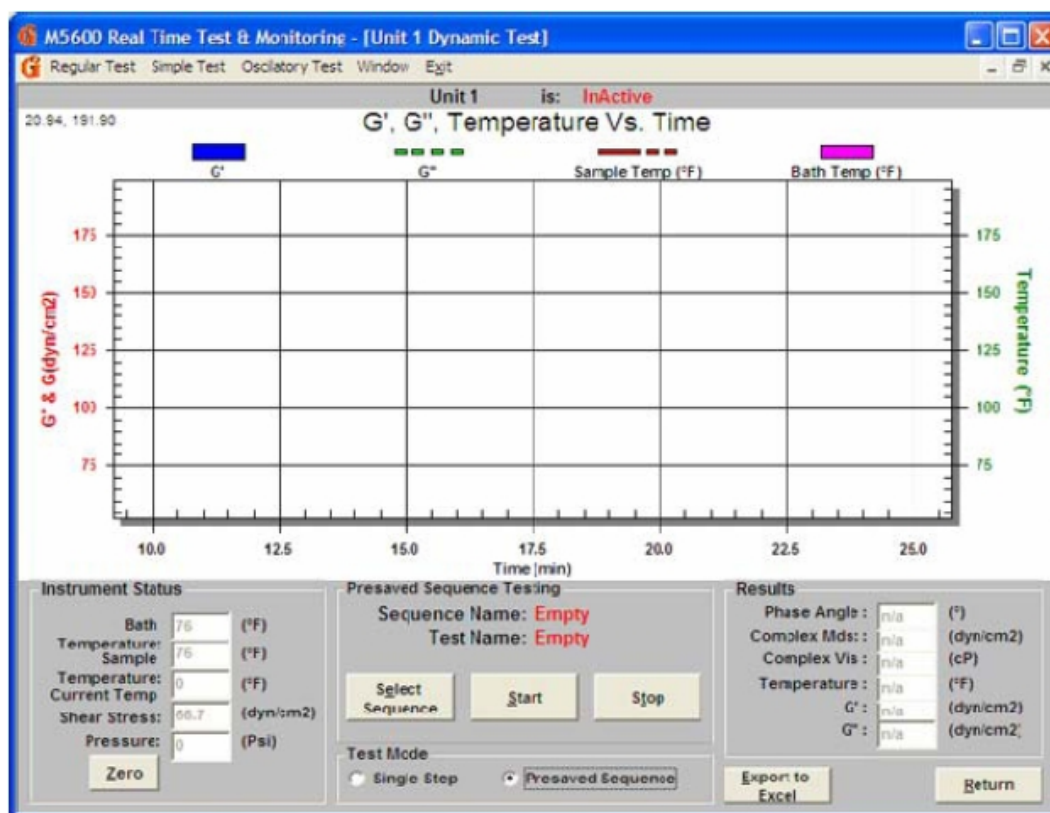 M5600 Real Time Test & Monitoring - [Unit 1 Dynamic Test]
Regular Test Simple Test Oscilatory Test Window Exit
Unit 1 is: InActive
20.94, 191.90
G', G", Temperature Vs. Time
G' G" Sample Temp (°F) Bath Temp (°F)
175 175
150 150
125 125
100 100
75 75
G" & G(dyn/cm2)
Temperature (°F)
10.0 12.5 15.0 17.5 20.0 22.5 25.0
Time (min)
Instrument Status
Bath 76 (°F)
Temperature:
Sample 76 (°F)
Temperature:
Current Temp 0 (°F)
Shear Stress: 66.7 (dyn/cm2)
Pressure: 0 (Psi)
Zero
Presaved Sequence Testing
Sequence Name: Empty
Test Name: Empty
Select
Sequence
Start
Stop
Test Mode
Single Step Presaved Sequence
Results
Phase Angle : n/a (°)
Complex Mds: : n/a (dyn/cm2)
Complex Vis : n/a (cP)
Temperature : n/a (°F)
G' : n/a (dyn/cm2)
G" : n/a (dyn/cm2)
Export to
Excel
Return